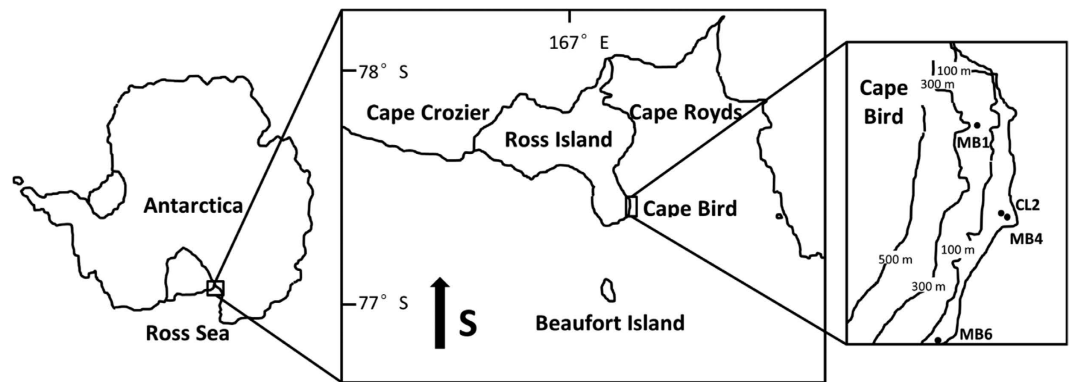 Antarctica
Ross Sea
167° E
78° S
Cape Crozier
Cape Royds
Ross Island
Cape Bird
77° S
S
Beaufort Island
Cape
Bird
100 m
300 m
MB1
CL2
MB4
100 m
500 m
300 m
MB6